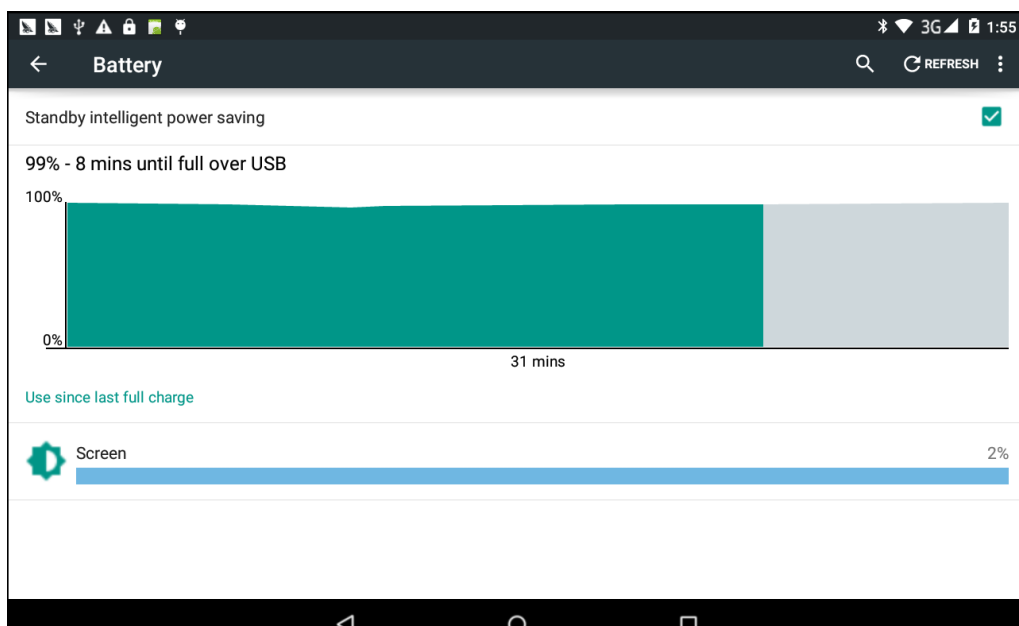 3G 1:55
Battery REFRESH
Standby intelligent power saving
99% - 8 mins until full over USB
100%
0%
31 mins
Use since last full charge
Screen 2%